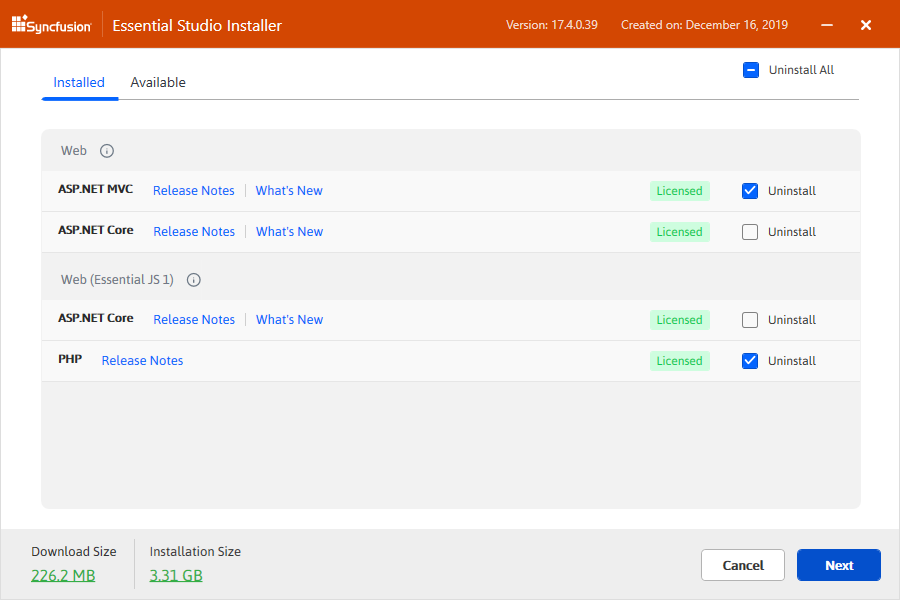 Syncfusion Essential Studio Installer Version: 17.4.0.39 Created on: December 16, 2019
Installed Available Uninstall All
Web
ASP.NET MVC Release Notes What's New Licensed Uninstall
ASP.NET Core Release Notes What's New Licensed Uninstall
Web (Essential JS 1)
ASP.NET Core Release Notes What's New Licensed Uninstall
PHP Release Notes Licensed Uninstall
Download Size Installation Size
226.2 MB 3.31 GB
Cancel Next